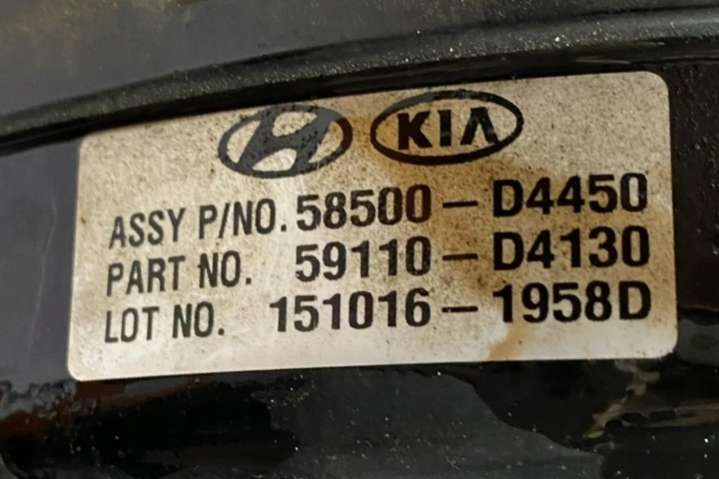 KIA
ASSY P/NO. 58500-D4450
PART NO. 59110-D4130
LOT NO. 151016-1958D